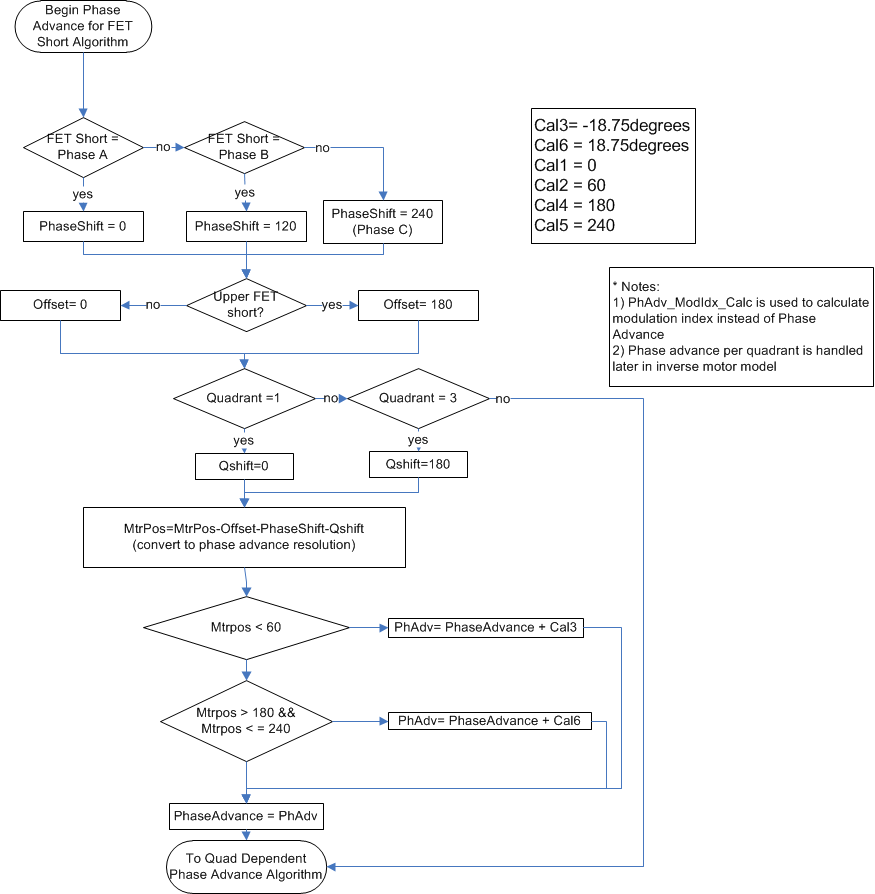 Begin Phase
Advance for FET
Short Algorithm
FET Short =
Phase A
no
FET Short =
Phase B
no
yes
yes
PhaseShift = 0
PhaseShift = 120
PhaseShift = 240
(Phase C)
Cal3= -18.75degrees
Cal6 = 18.75degrees
Cal1 = 0
Cal2 = 60
Cal4 = 180
Cal5 = 240
Offset= 0
no
Upper FET
short?
yes
Offset= 180
* Notes:
1) PhAdv_ModIdx_Calc is used to calculate
modulation index instead of Phase
Advance
2) Phase advance per quadrant is handled
later in inverse motor model
Quadrant =1
no
Quadrant = 3
no
yes
yes
Qshift=0
Qshift=180
MtrPos=MtrPos-Offset-PhaseShift-Qshift
(convert to phase advance resolution)
Mtrpos < 60
PhAdv= PhaseAdvance + Cal3
Mtrpos > 180 &&
Mtrpos < = 240
PhAdv= PhaseAdvance + Cal6
PhaseAdvance = PhAdv
To Quad Dependent
Phase Advance Algorithm